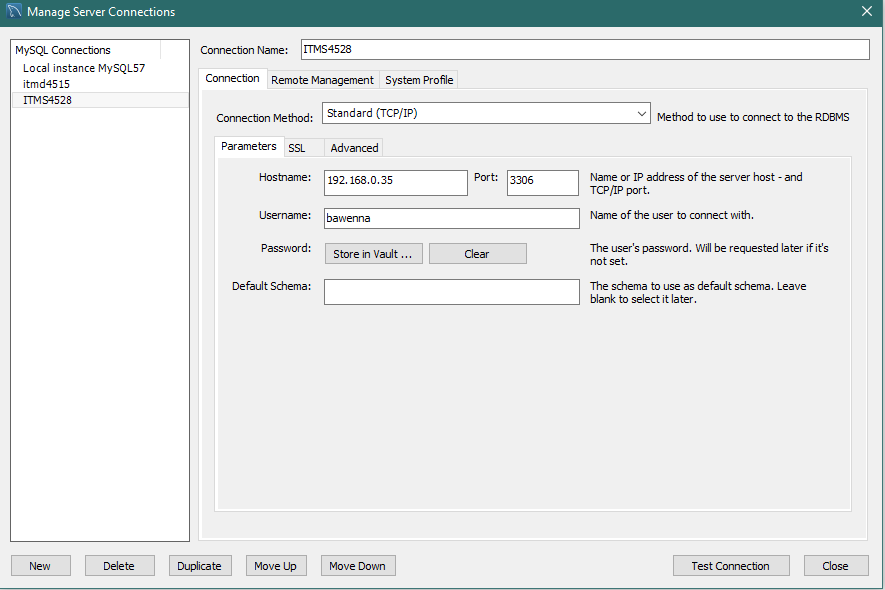 Manage Server Connections
MySQL Connections
Local instance MySQL57
itmd4515
ITMS4528
Connection Name: ITMS4528
Connection Remote Management System Profile
Connection Method: Standard (TCP/IP) Method to use to connect to the RDBMS
Parameters SSL Advanced
Hostname: 192.168.0.35 Port: 3306 Name or IP address of the server host - and
TCP/IP port.
Username: bawenna Name of the user to connect with.
Password: Store in Vault ... Clear The user's password. Will be requested later if it's
not set.
Default Schema: The schema to use as default schema. Leave
blank to select it later.
New Delete Duplicate Move Up Move Down Test Connection Close